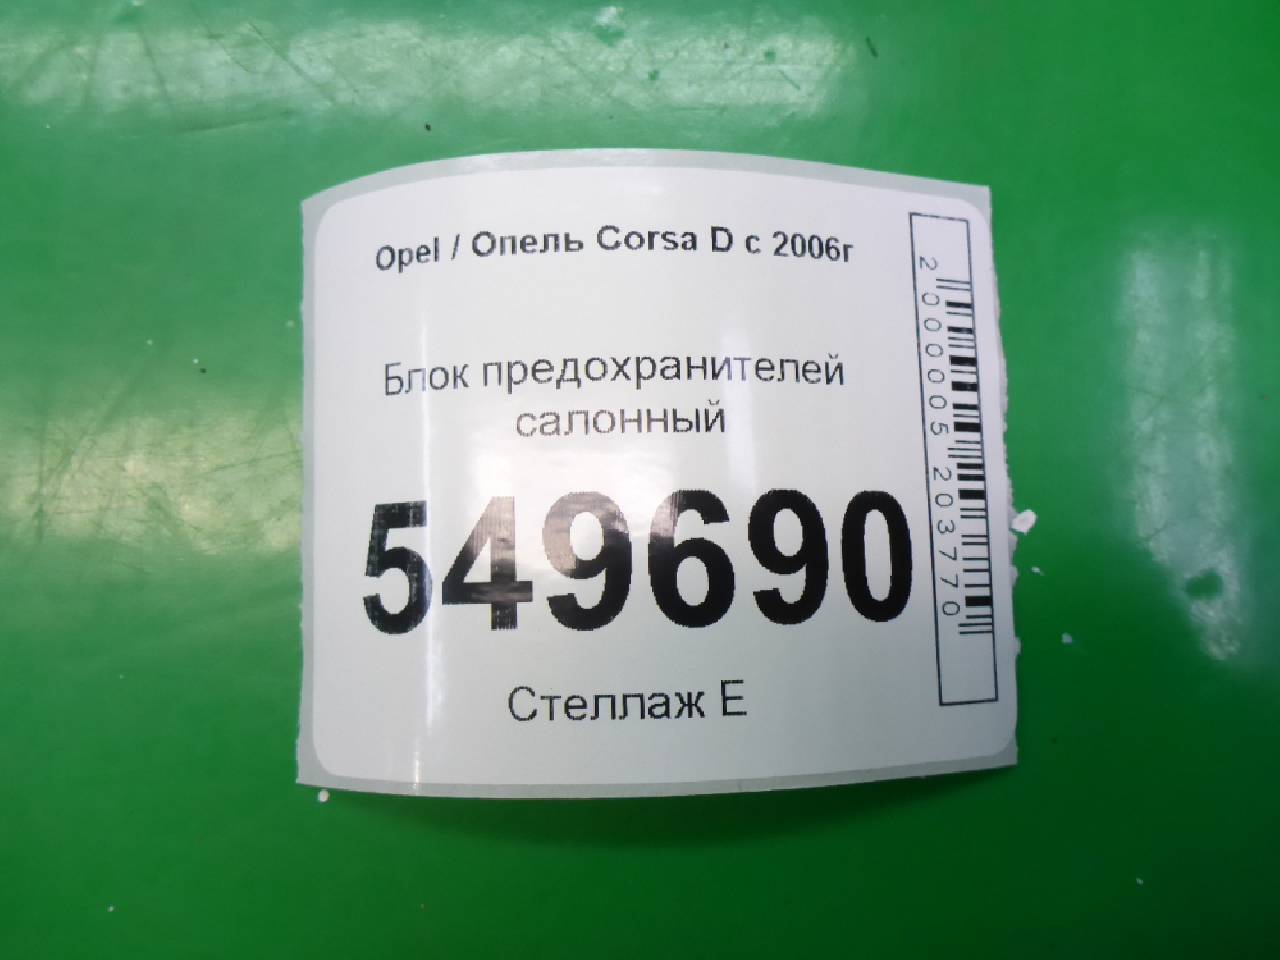 Opel / Опель Corsa D с 2006г
Блок предохранителей
салонный
549690
Стеллаж Е
2000005203770